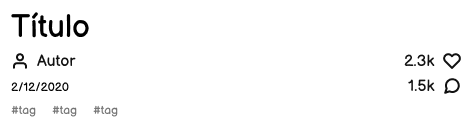 Título
Autor 2.3k
2/12/2020 1.5k
#tag #tag #tag